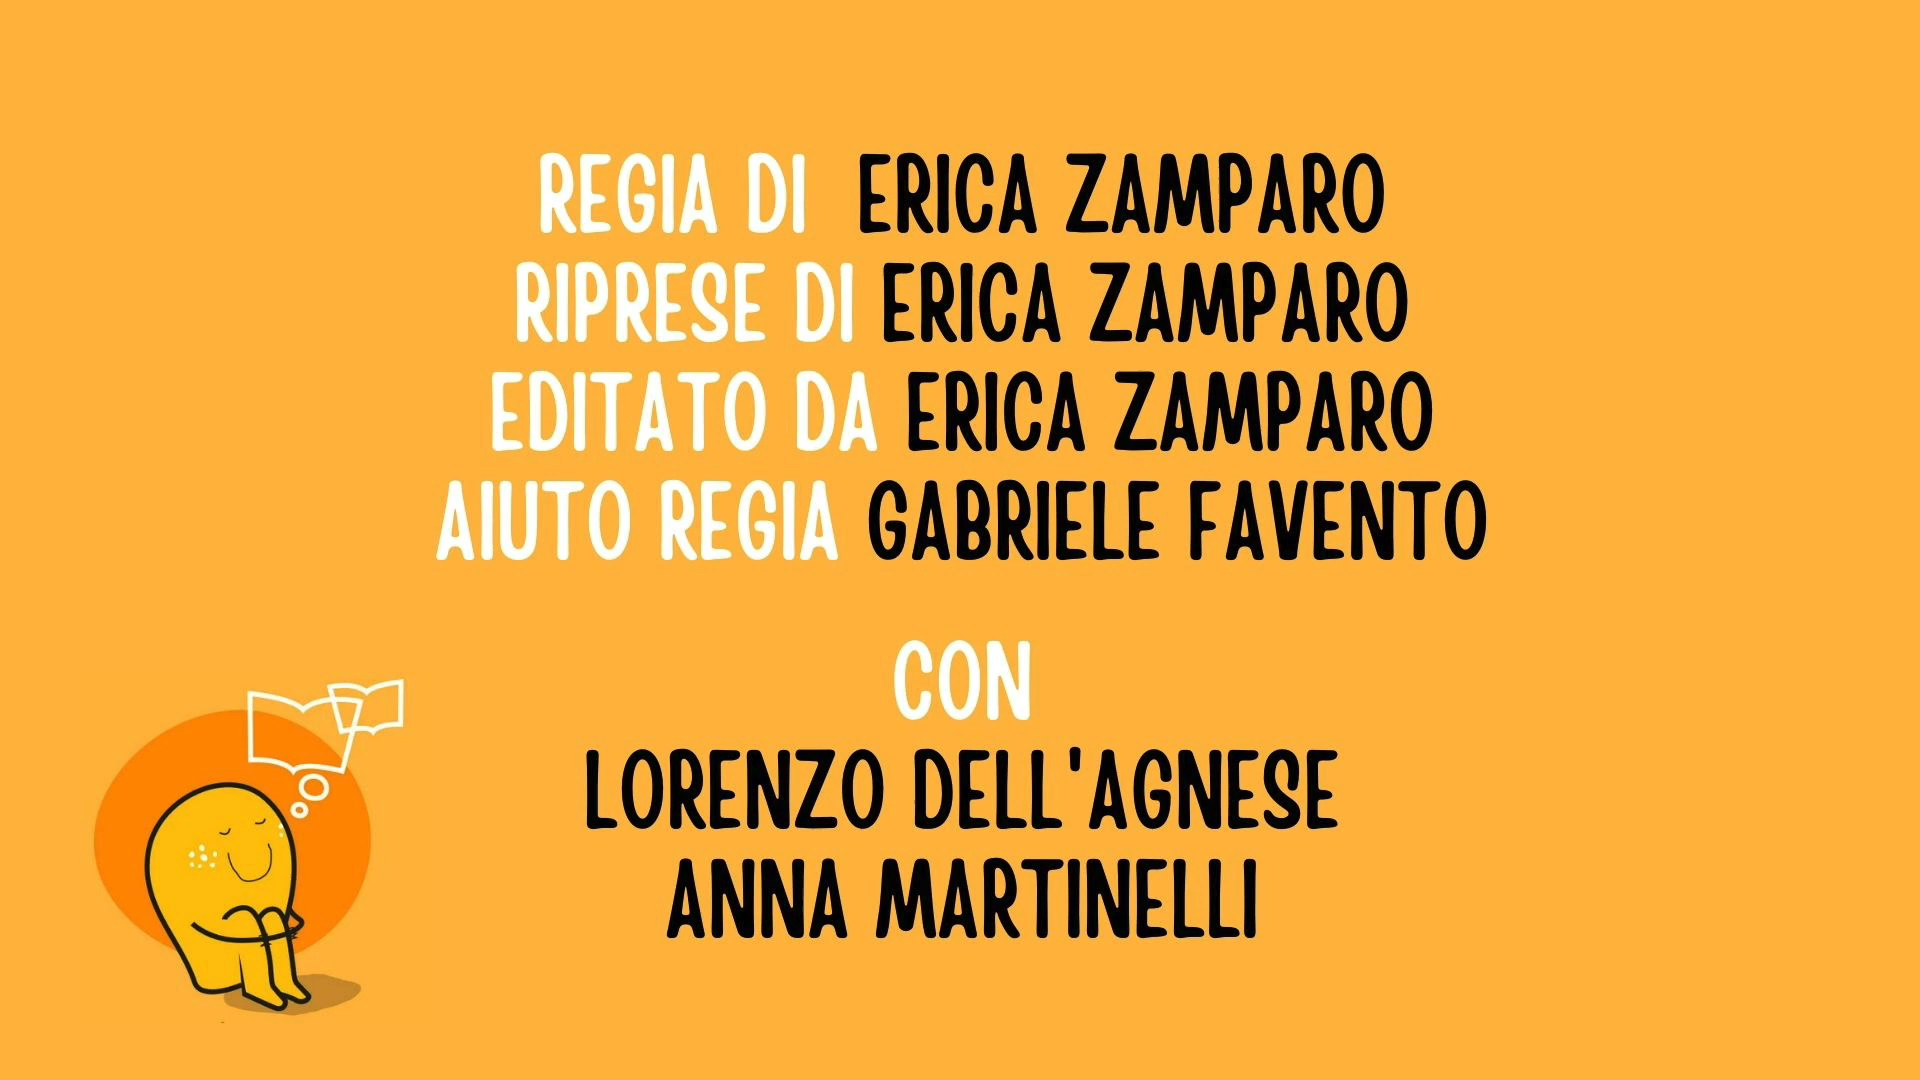 REGIA DI ERICA ZAMPARO
RIPRESE DI ERICA ZAMPARO
EDITATO DA ERICA ZAMPARO
AIUTO REGIA GABRIELE FAVENTO
CON
LORENZO DELL'AGNESE
ANNA MARTINELLI